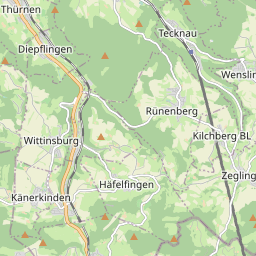 Thürnen
Tecknau
Diepflingen
Wenslin
Rünenberg
Kilchberg BL
Wittinsburg
Zegling
Häfelfingen
Känerkinden